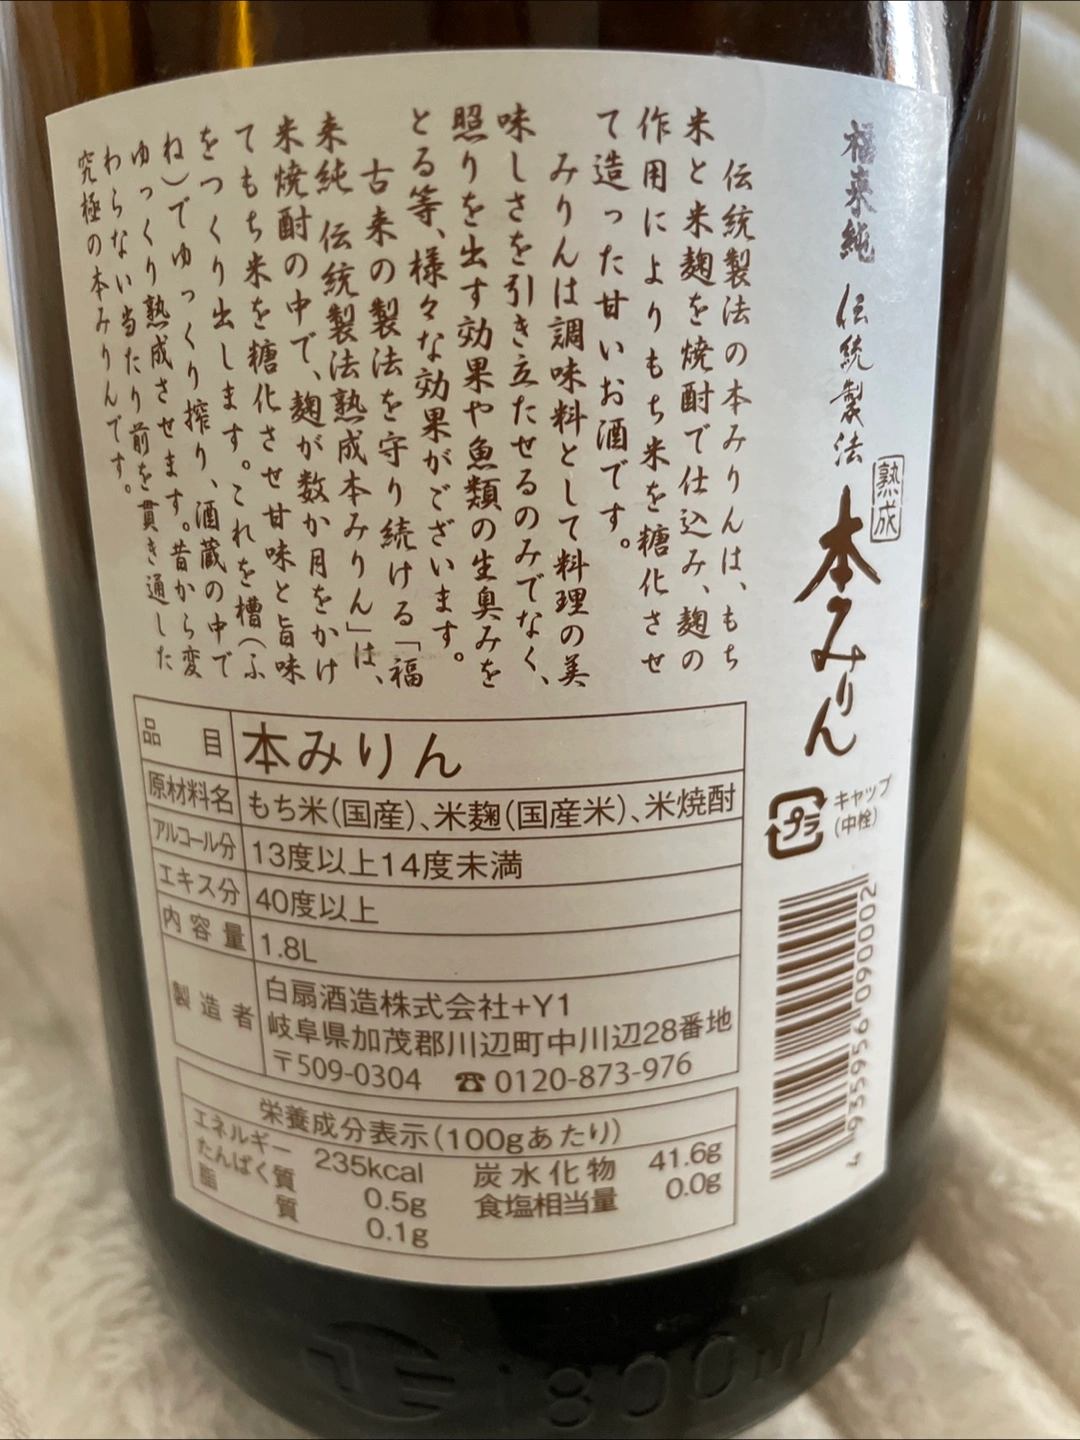 福来純 伝統製法
熟成
本みりん
伝統製法の本みりんは、もち
米と米麹を焼酎で仕込み、麹の
作用によりもち米を糖化させ
て造った甘いお酒です。
みりんは調味料として料理の美
味しさを引き立たせるのみでなく、
照りを出す効果や魚類の生臭みを
とる等、様々な効果がございます。
古来の製法を守り続ける「福
来純 伝統製法熟成本みりん」は、
米焼酎の中で、麹が数か月をかけ
てもち米を糖化させ甘味と旨味
をつくり出します。これを槽(ふ
ね)でゆっくり搾り、酒蔵の中で
ゆっくり熟成させます。昔から変
わらない当たり前を貫き通した
究極の本みりんです。
キャップ
(中栓)
プラ
品目 本みりん
原材料名 もち米(国産)、米麹(国産米)、米焼酎
アルコール分 13度以上14度未満
エキス分 40度以上
内容量 1.8L
製造者 白扇酒造株式会社+Y1
岐阜県加茂郡川辺町中川辺28番地
〒509-0304 ☎0120-873-976
栄養成分表示(100gあたり)
エネルギー 235kcal 炭水化物 41.6g
たんぱく質 0.5g 食塩相当量 0.0g
脂質 0.1g
4 935956 090002
1800ml